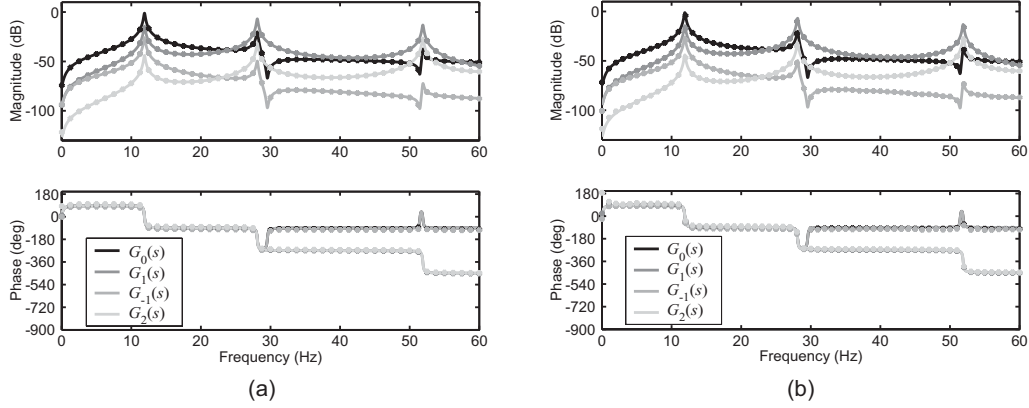 0
-50
-100
Magnitude (dB)
0 10 20 30 40 50 60
180
0
-180
-360
-540
-720
-900
Phase (deg)
G0(s)
G1(s)
G-1(s)
G2(s)
0 10 20 30 40 50 60
Frequency (Hz)
(a)
0
-50
-100
Magnitude (dB)
0 10 20 30 40 50 60
180
0
-180
-360
-540
-720
-900
Phase (deg)
G0(s)
G1(s)
G-1(s)
G2(s)
0 10 20 30 40 50 60
Frequency (Hz)
(b)